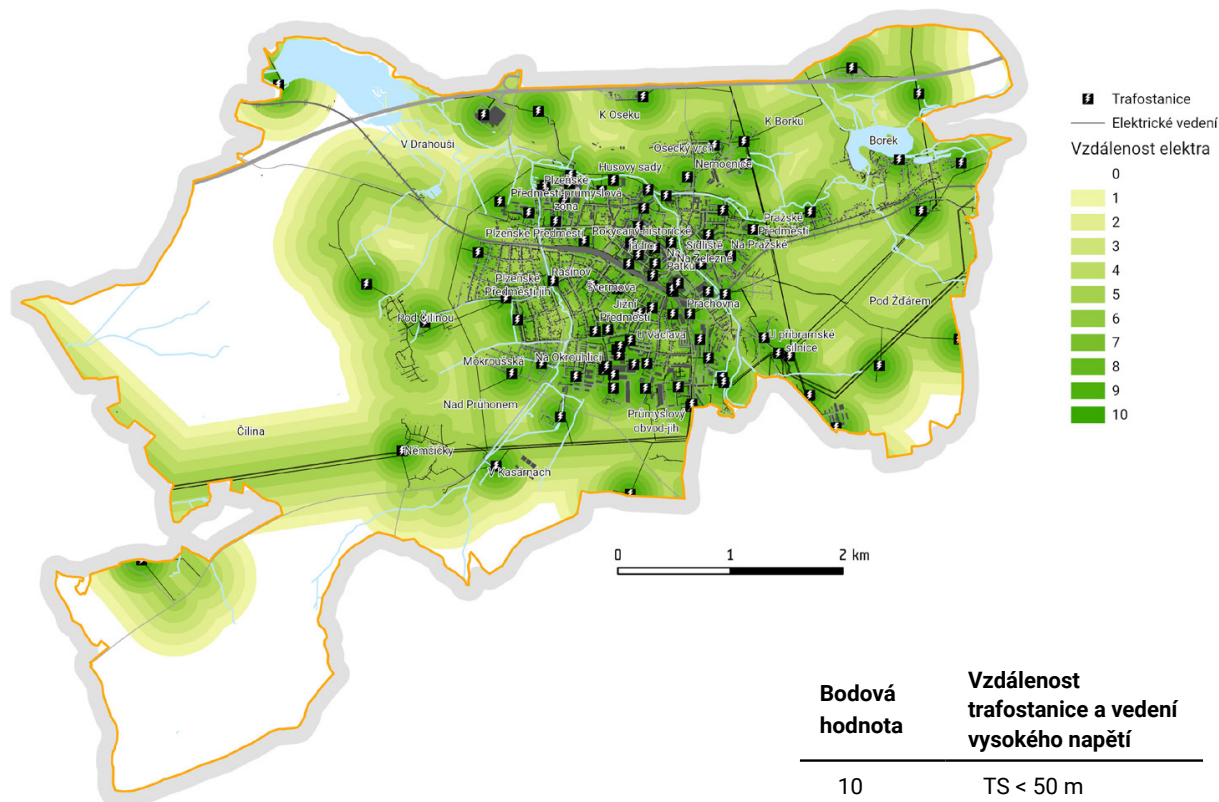 Trafostanice
Elektrické vedení
Vzdálenost elektra
0
1
2
3
4
5
6
7
8
9
10
K Oseku
K Borku
V Drahouši
Osecký vrch
Borek
Husovy sady
Nemocnice
Plzeňské
Předměstí-průmyslová
zóna
Pražské
Předměstí
Plzeňské Předměstí
Rokycany-historické
jádro
Sídliště
Na Pražské
Na Železné
Rašínov
Plzeňské
Předměstí jih
Švermova
Prachovna
Pod Žďárem
Jižní
Předměstí
Pod Čilinou
U Václava
U příbramské
silnice
Mokroušská
Na Okrouhlici
Nad Průhonem
Průmyslový
obvod-jih
Čilina
Němčičky
V Kasárnách
0 1 2 km
Bodová
hodnota
Vzdálenost
trafostanice a vedení
vysokého napětí
10 TS < 50 m